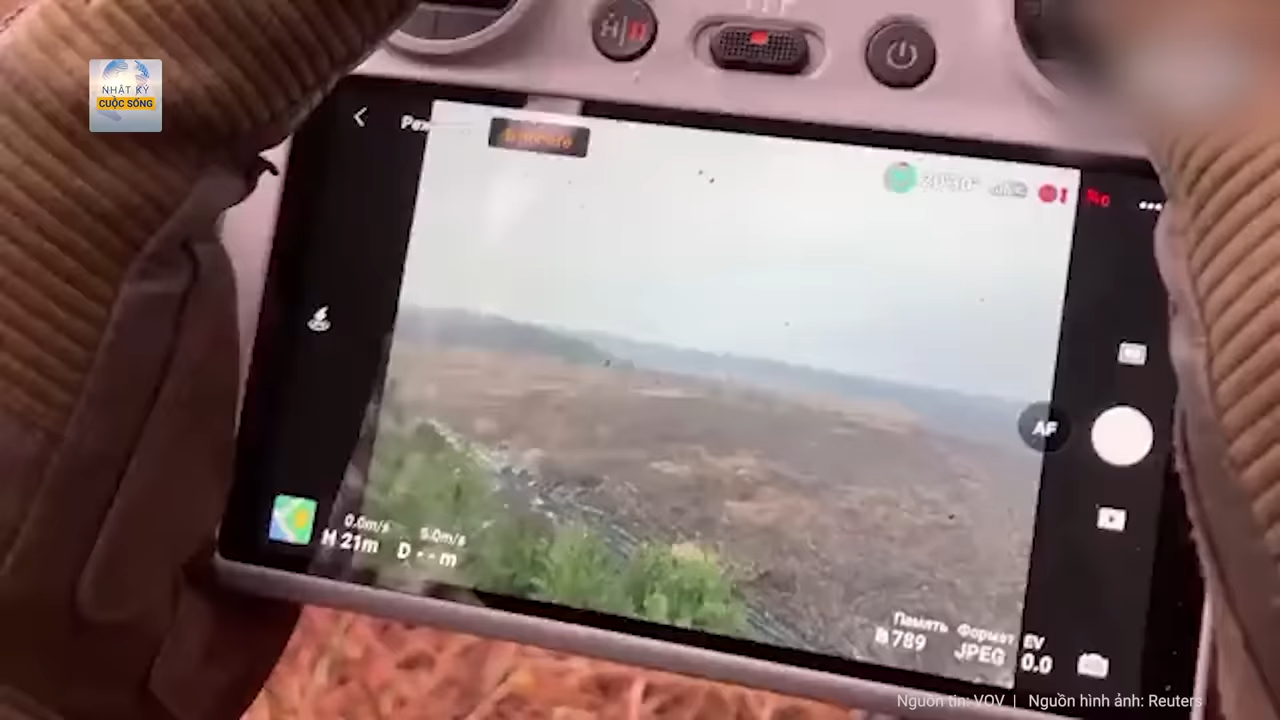 NHẬT KÝ
CUỘC SỐNG
AF
0.0m/s 5.0m/s
H 21m D - - m
Память Формат EV
789 JPEG 0.0
Nguồn tin: VOV | Nguồn hình ảnh: Reuters